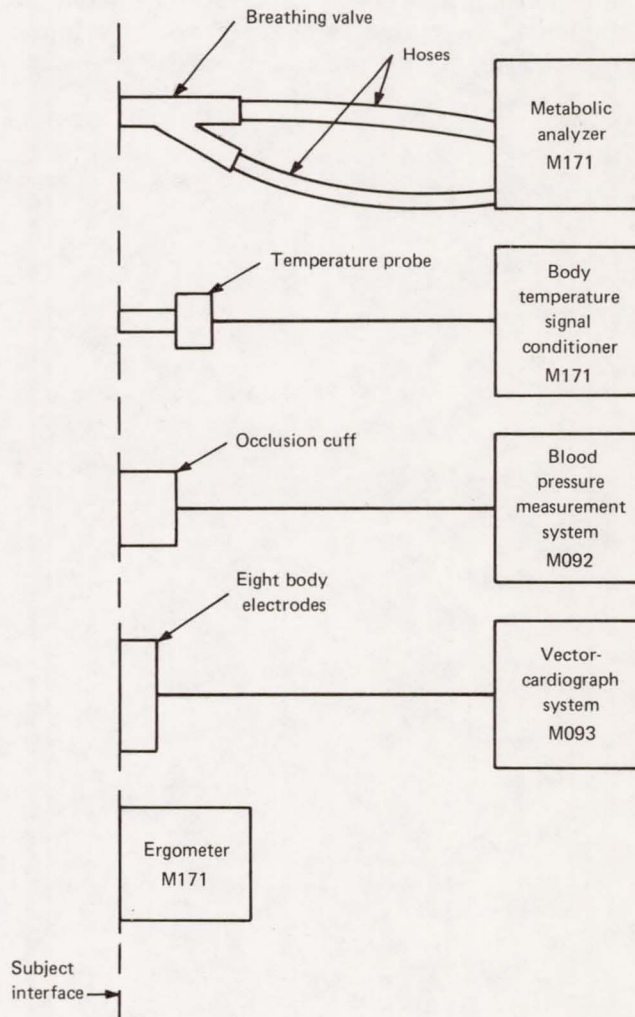 Breathing valve
Hoses
Metabolic
analyzer
M171
Temperature probe
Body
temperature
signal
conditioner
M171
Occlusion cuff
Blood
pressure
measurement
system
M092
Eight body
electrodes
Vector-
cardiograph
system
M093
Ergometer
M171
Subject
interface